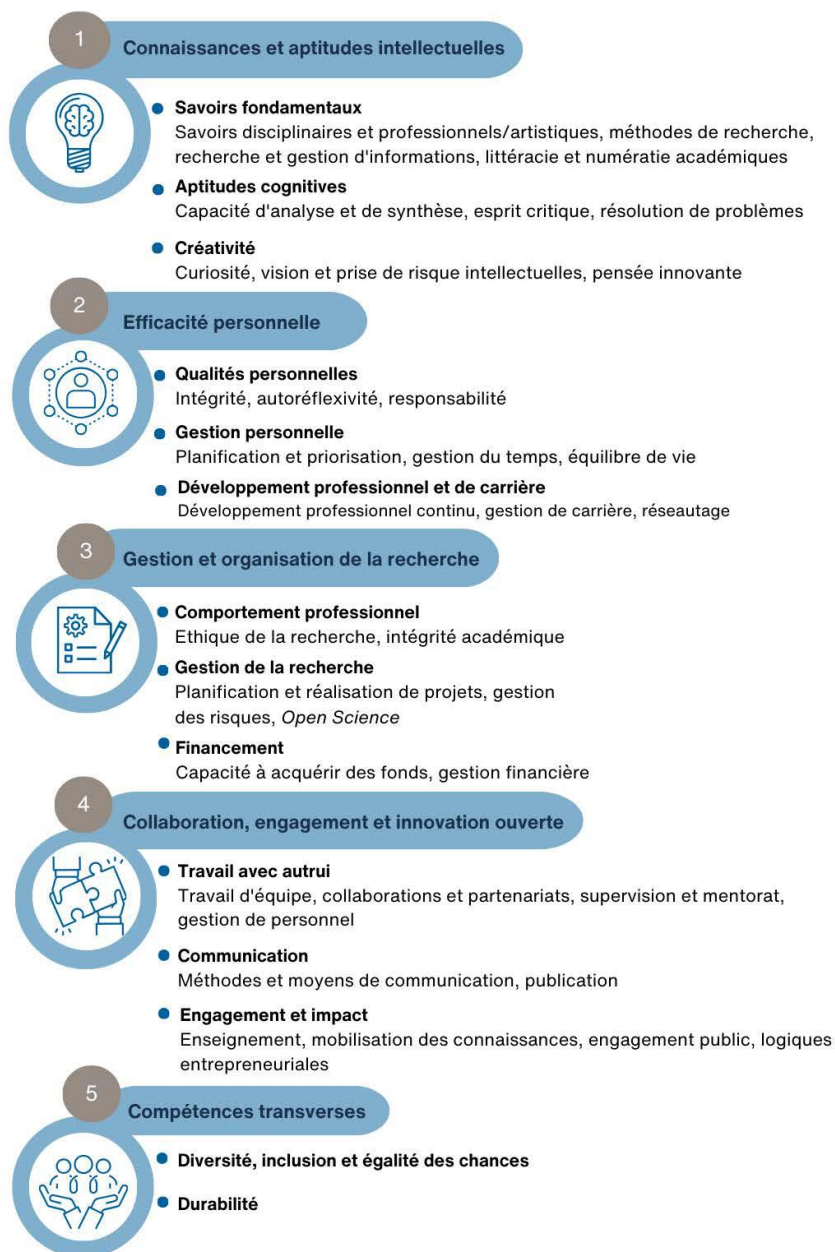 1
Connaissances et aptitudes intellectuelles
Savoirs fondamentaux
Savoirs disciplinaires et professionnels/artistiques, méthodes de recherche,
recherche et gestion d'informations, littéracie et numératie académiques
Aptitudes cognitives
Capacité d'analyse et de synthèse, esprit critique, résolution de problèmes
Créativité
Curiosité, vision et prise de risque intellectuelles, pensée innovante
2
Efficacité personnelle
Qualités personnelles
Intégrité, autoréflexivité, responsabilité
Gestion personnelle
Planification et priorisation, gestion du temps, équilibre de vie
Développement professionnel et de carrière
Développement professionnel continu, gestion de carrière, réseautage
3
Gestion et organisation de la recherche
Comportement professionnel
Ethique de la recherche, intégrité académique
Gestion de la recherche
Planification et réalisation de projets, gestion
des risques, Open Science
Financement
Capacité à acquérir des fonds, gestion financière
4
Collaboration, engagement et innovation ouverte
Travail avec autrui
Travail d'équipe, collaborations et partenariats, supervision et mentorat,
gestion de personnel
Communication
Méthodes et moyens de communication, publication
Engagement et impact
Enseignement, mobilisation des connaissances, engagement public, logiques
entrepreneuriales
5
Compétences transverses
Diversité, inclusion et égalité des chances
Durabilité